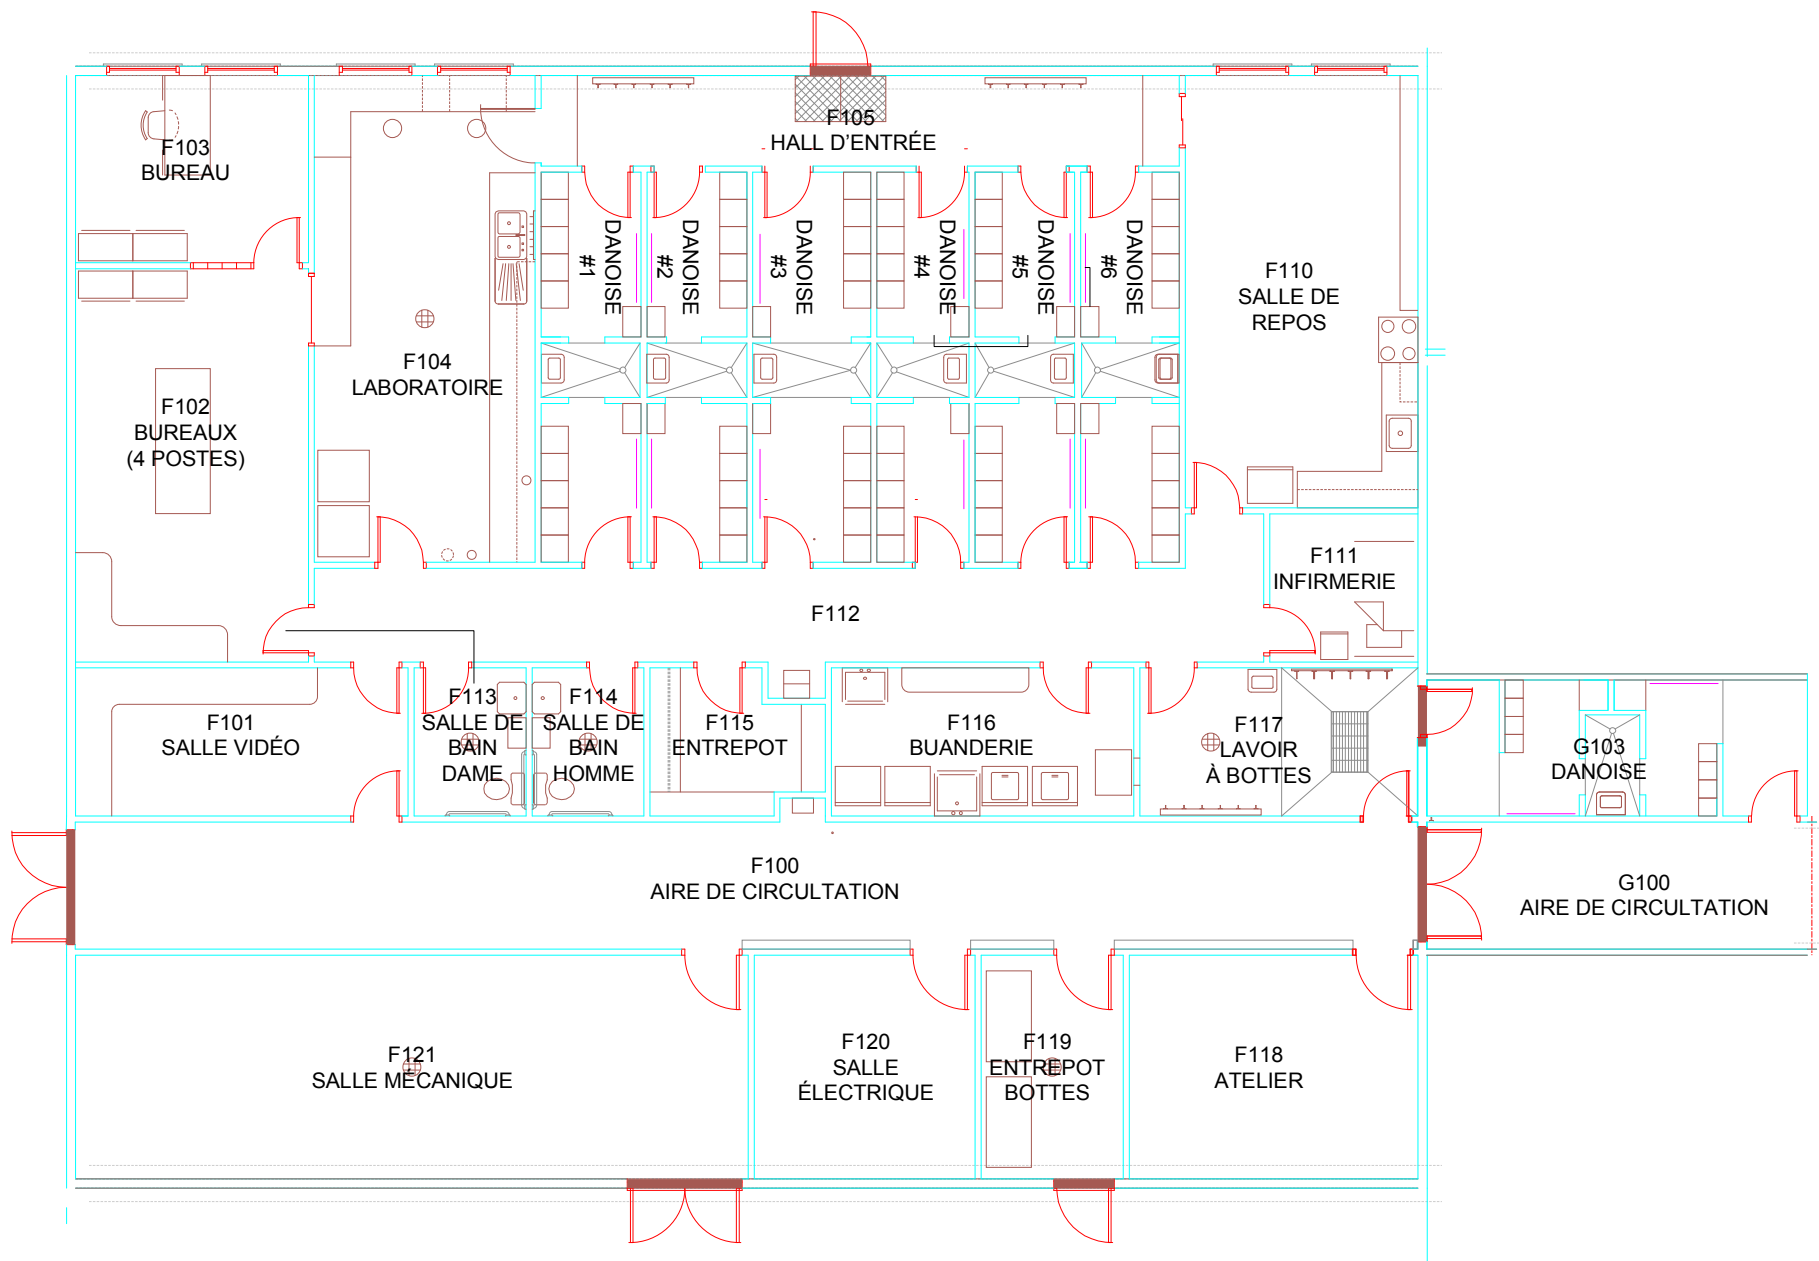 F105
HALL D'ENTRÉE
F103
BUREAU
DANOISE
#1
DANOISE
#2
DANOISE
#3
DANOISE
#4
DANOISE
#5
DANOISE
#6
F110
SALLE DE
REPOS
F104
LABORATOIRE
F102
BUREAUX
(4 POSTES)
F111
INFIRMERIE
F112
F101
SALLE VIDÉO
F113
SALLE DE
BAIN
DAME
F114
SALLE DE
BAIN
HOMME
F115
ENTREPOT
F116
BUANDERIE
F117
LAVOIR
À BOTTES
G103
DANOISE
F100
AIRE DE CIRCULTATION
G100
AIRE DE CIRCULTATION
F121
SALLE MÉCANIQUE
F120
SALLE
ÉLECTRIQUE
F119
ENTREPOT
BOTTES
F118
ATELIER